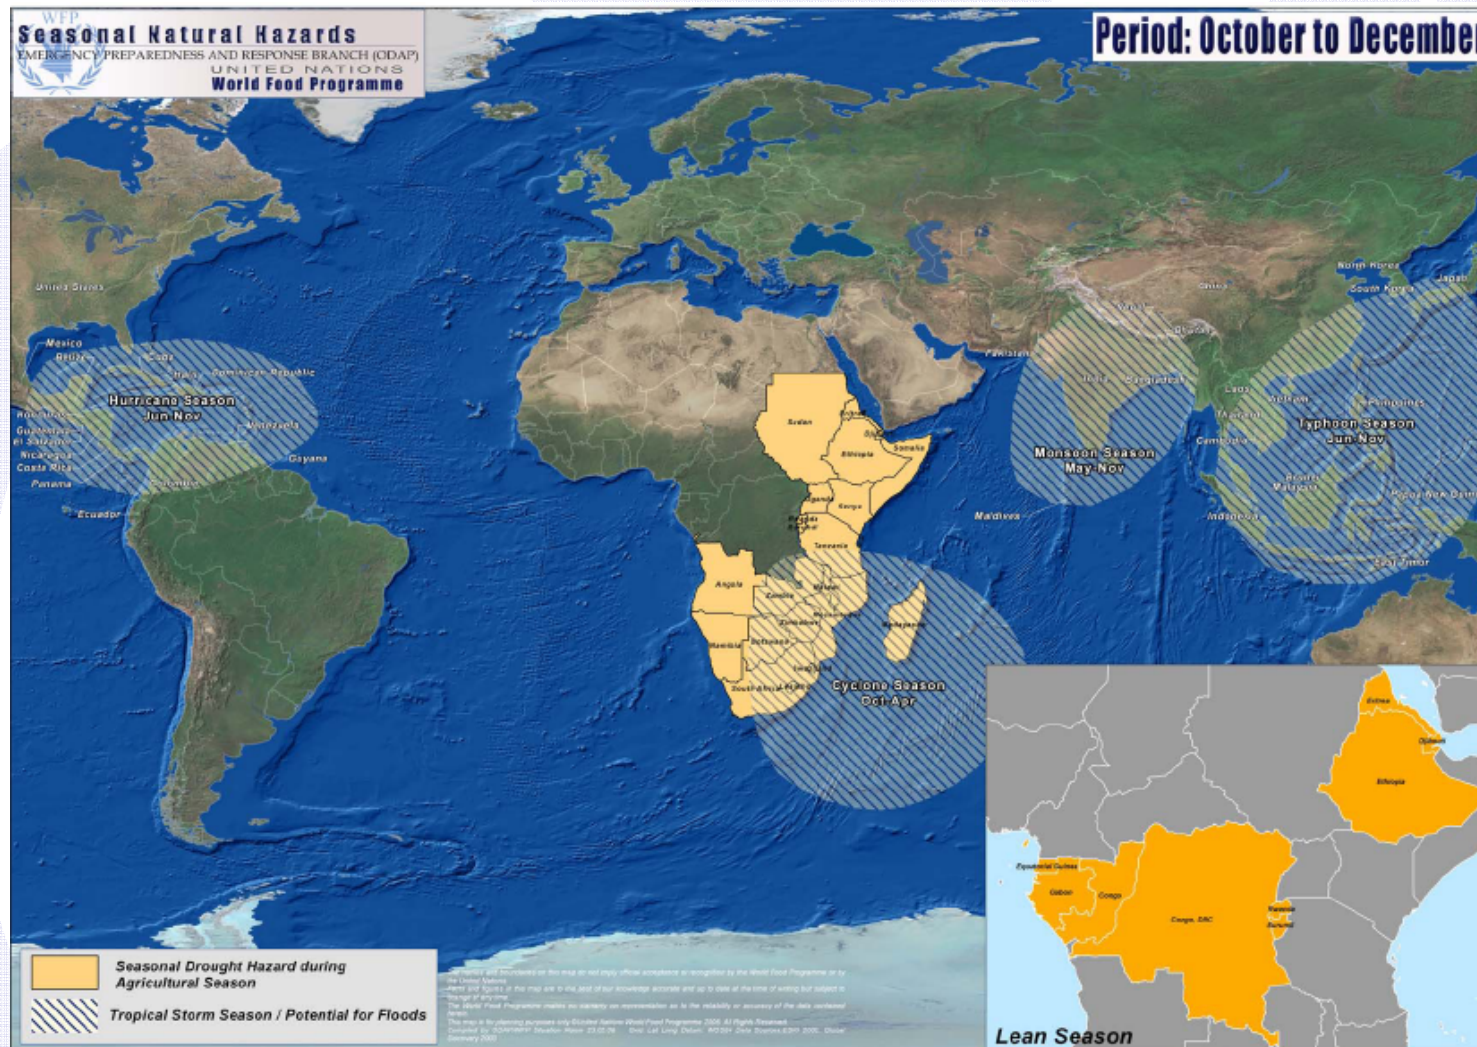 WFP
Seasonal Natural Hazards
EMERGENCY PREPAREDNESS AND RESPONSE BRANCH (ODAP)
UNITED NATIONS
World Food Programme
Period: October to December
United States
Mexico
Belize
Cuba
Haiti
Dominican Republic
Hurricane Season
Jun-Nov
Honduras
Guatemala
El Salvador
Nicaragua
Costa Rica
Panama
Venezuela
Guyana
Colombia
Ecuador
Sudan
Eritrea
Ethiopia
Somalia
Uganda
Kenya
Tanzania
Angola
Zambia
Malawi
Zimbabwe
Botswana
Namibia
South Africa
Cyclone Season
Oct-Apr
Pakistan
Nepal
Bhutan
India
Bangladesh
China
North Korea
South Korea
Japan
Monsoon Season
May-Nov
Maldives
Laos
Vietnam
Thailand
Cambodia
Philippines
Typhoon Season
Jun-Nov
Brunei
Malaysia
Indonesia
East Timor
Eritrea
Djibouti
Ethiopia
Equatorial Guinea
Gabon
Congo
Congo, DRC
Rwanda
Burundi
Lean Season
Seasonal Drought Hazard during
Agricultural Season
Tropical Storm Season / Potential for Floods